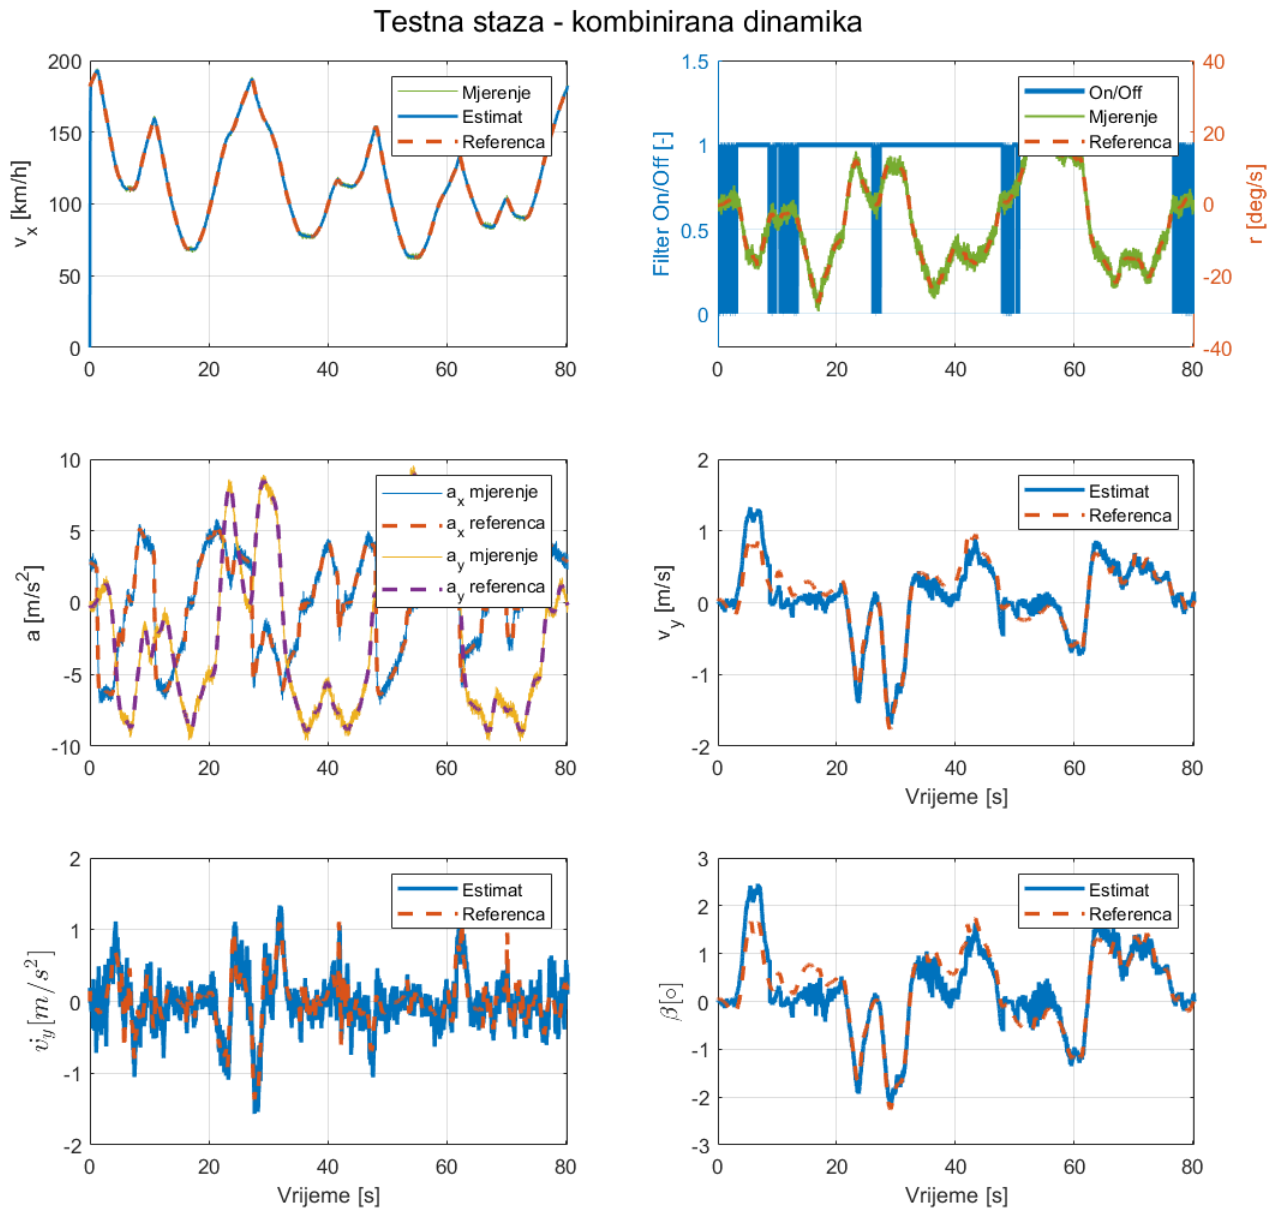 Testna staza - kombinirana dinamika
200
150
100
50
0
v_x [km/h]
Mjerenje
Estimat
Referenca
0 20 40 60 80
1.5
1
0.5
0
Filter On/Off [-]
On/Off
Mjerenje
Referenca
40
20
0
-20
-40
r [deg/s]
0 20 40 60 80
10
5
0
-5
-10
a [m/s²]
a_x mjerenje
a_x referenca
a_y mjerenje
a_y referenca
0 20 40 60 80
2
1
0
-1
-2
v_y [m/s]
Estimat
Referenca
0 20 40 60 80
Vrijeme [s]
2
1
0
-1
-2
v̇_y [m/s²]
Estimat
Referenca
0 20 40 60 80
Vrijeme [s]
3
2
1
0
-1
-2
-3
β[∘]
Estimat
Referenca
0 20 40 60 80
Vrijeme [s]